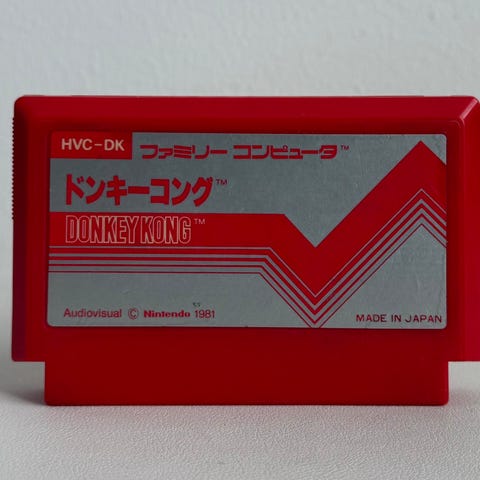 HVC-DK ファミリー コンピュータ™
ドンキーコング™
DONKEY KONG™
Audiovisual © Nintendo 1981
MADE IN JAPAN